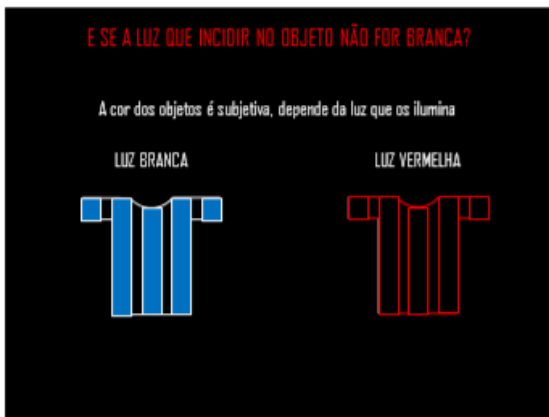 E SE A LUZ QUE INCIDIR NO OBJETO NÃO FOR BRANCA?
A cor dos objetos é subjetiva, depende da luz que os ilumina
LUZ BRANCA
LUZ VERMELHA